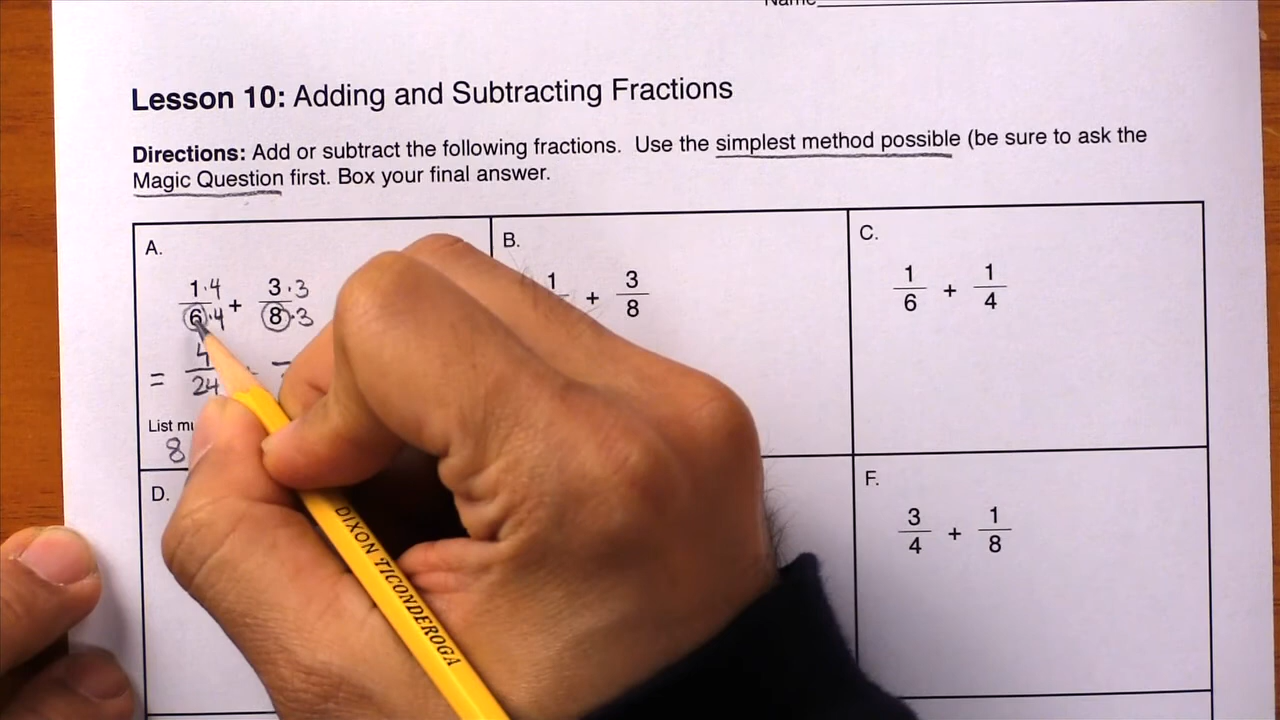 Name
Lesson 10: Adding and Subtracting Fractions
Directions: Add or subtract the following fractions. Use the simplest method possible (be sure to ask the
Magic Question first. Box your final answer.
A.
1·4 3·3
6·4 + 8·3
= 4
24
List
8
B.
1 3
+ 8
C.
1 1
6 + 4
D.
F.
3 1
4 + 8
DIXON TICONDEROGA